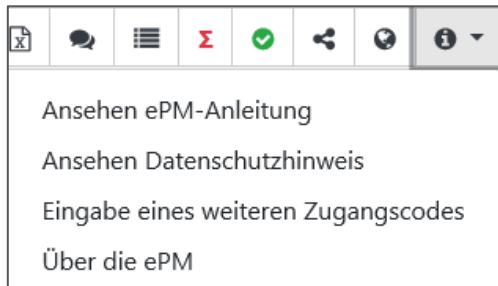 Σ
Ansehen ePM-Anleitung
Ansehen Datenschutzhinweis
Eingabe eines weiteren Zugangscodes
Über die ePM